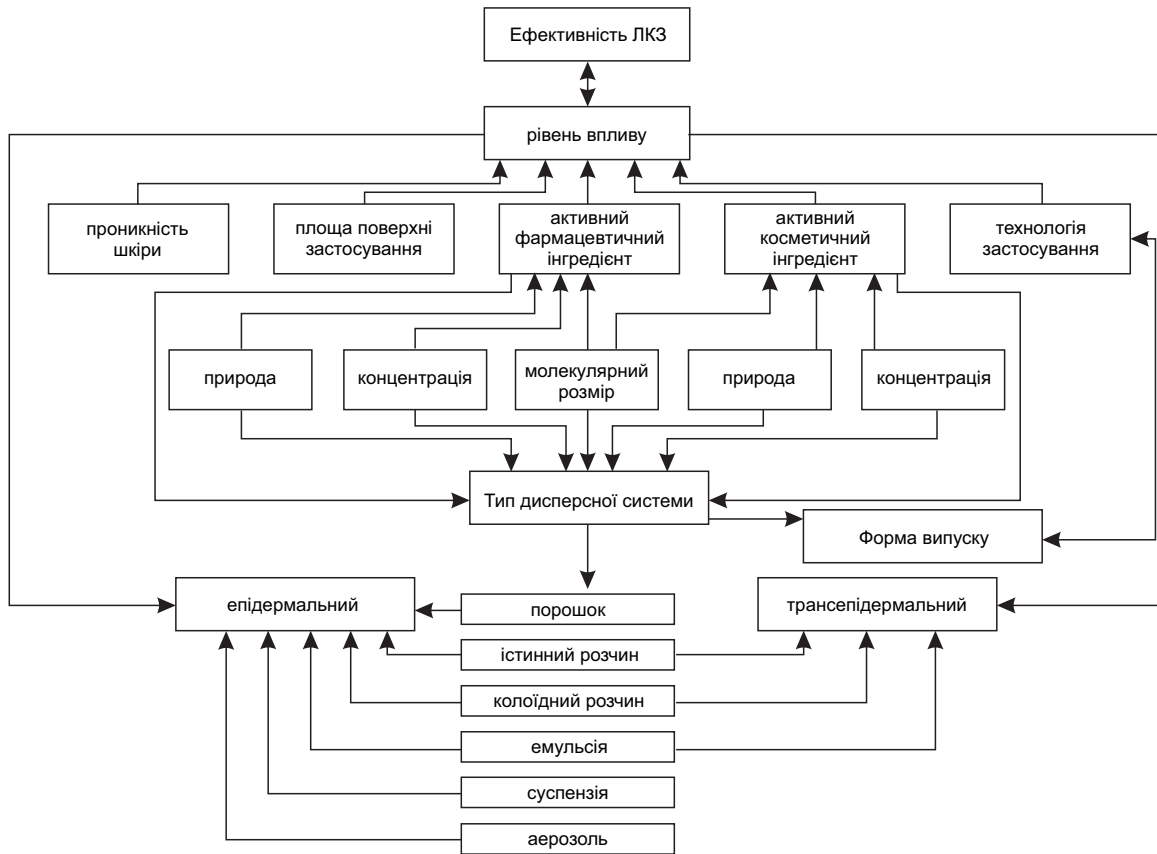 Ефективність ЛКЗ
рівень впливу
проникність
шкіри
площа поверхні
застосування
активний
фармацевтичний
інгредієнт
активний
косметичний
інгредієнт
технологія
застосування
природа
концентрація
молекулярний
розмір
природа
концентрація
Тип дисперсної системи
Форма випуску
епідермальний
порошок
трансепідермальний
істинний розчин
колоїдний розчин
емульсія
суспензія
аерозоль